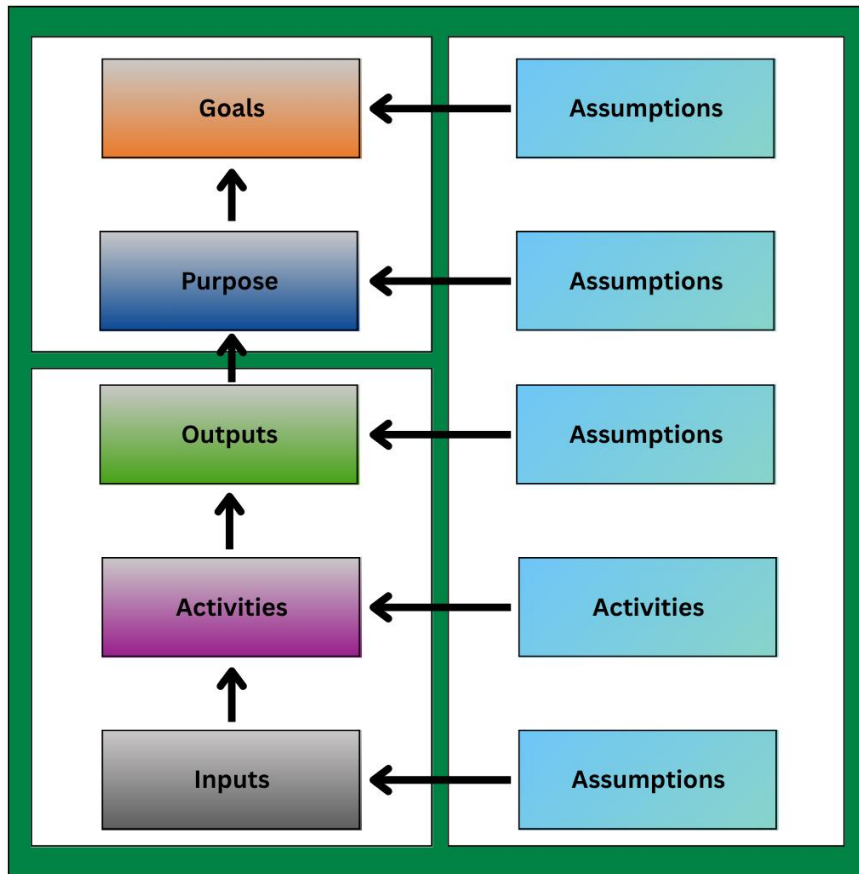 Goals
Assumptions
Purpose
Assumptions
Outputs
Assumptions
Activities
Activities
Inputs
Assumptions